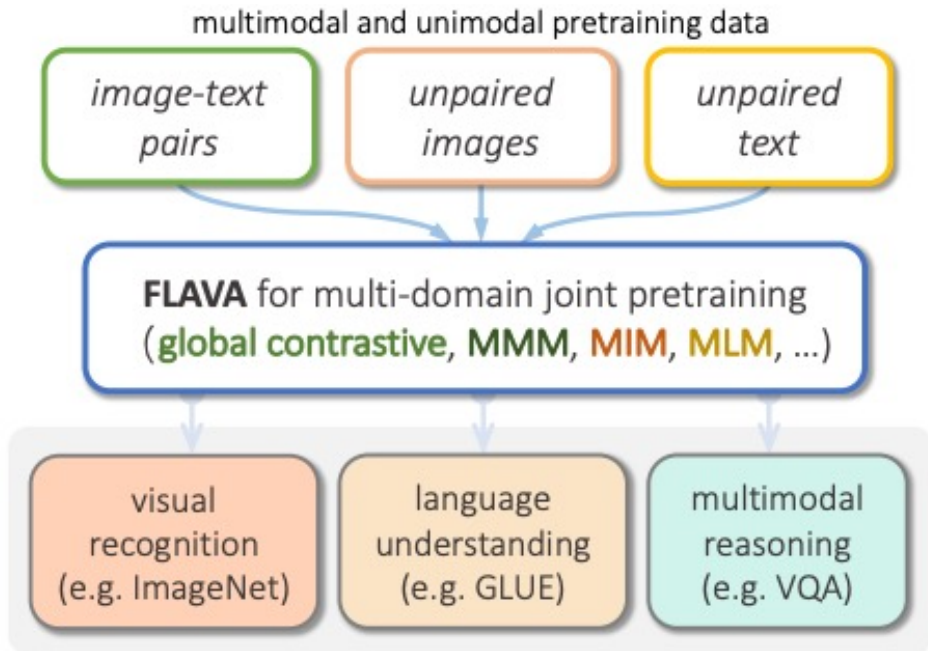 multimodal and unimodal pretraining data
image-text
pairs
unpaired
images
unpaired
text
FLAVA for multi-domain joint pretraining
(global contrastive, MMM, MIM, MLM, ...)
visual
recognition
(e.g. ImageNet)
language
understanding
(e.g. GLUE)
multimodal
reasoning
(e.g. VQA)